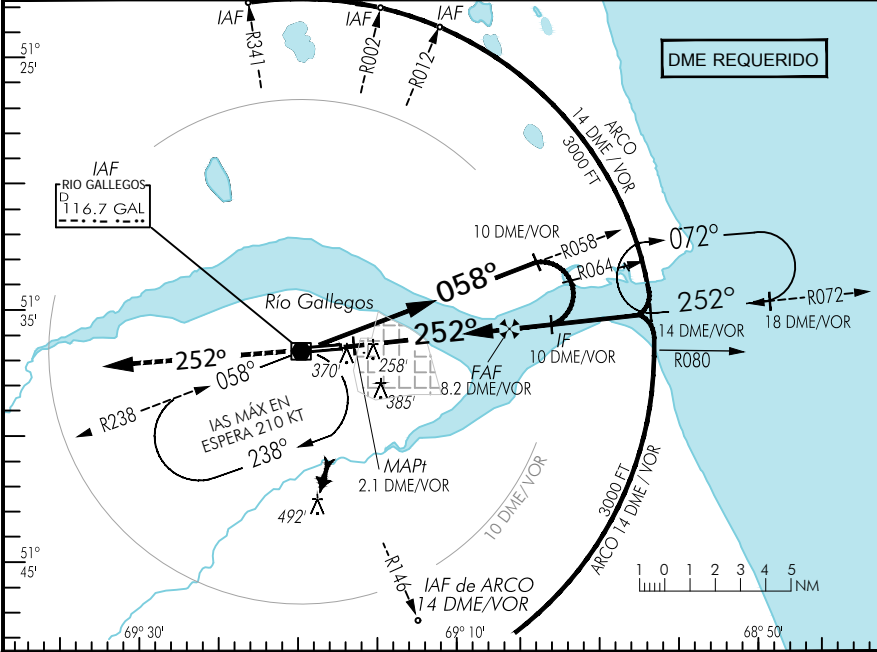 IAF
IAF
IAF
R341
R002
R012
51°
25'
DME REQUERIDO
ARCO
14 DME / VOR
3000 FT
IAF
RIO GALLEGOS
D
116.7 GAL
10 DME/VOR
R058
R064
072°
058°
Río Gallegos
252°
R072
18 DME/VOR
14 DME/VOR
51°
35'
252°
IF
10 DME/VOR
R080
252°
FAF
8.2 DME/VOR
058°
370'
258'
385'
R238
IAS MÁX EN
ESPERA 210 KT
238°
MAPt
2.1 DME/VOR
492'
10 DME/VOR
3000 FT
ARCO 14 DME / VOR
51°
45'
R146
IAF de ARCO
14 DME/VOR
1 0 1 2 3 4 5
NM
69° 30'
69° 10'
68° 50'